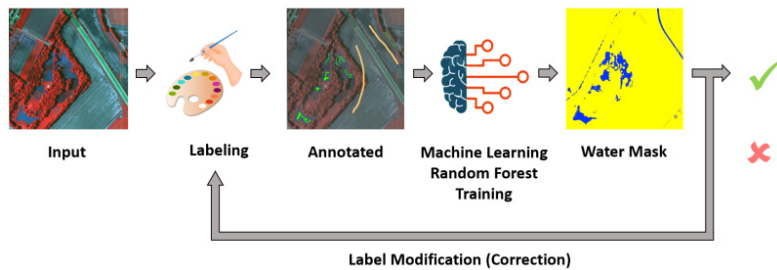 Input
Labeling
Annotated
Machine Learning
Random Forest
Training
Water Mask
Label Modification (Correction)